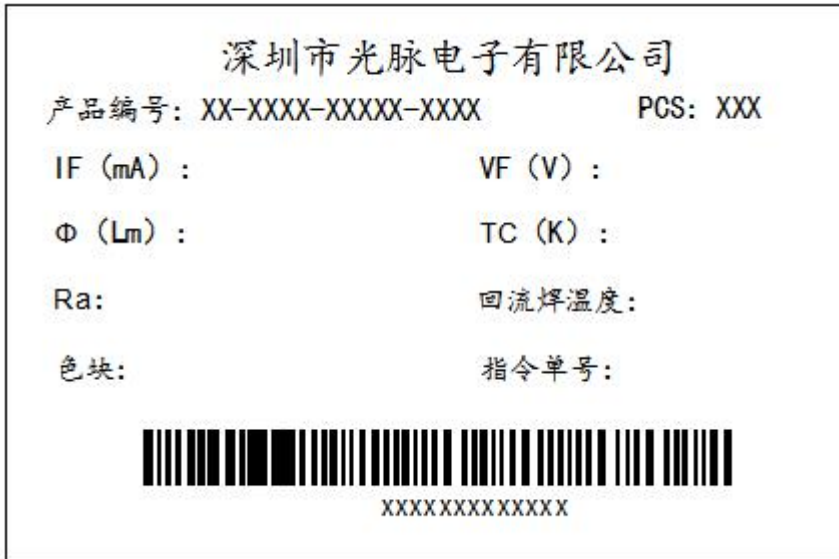 深圳市光脉电子有限公司
产品编号：XX-XXXX-XXXXX-XXXX PCS：XXX
IF（mA）： VF（V）：
Φ（Lm）： TC（K）：
Ra： 回流焊温度：
色块： 指令单号：
XXXXXXXXXXXXX